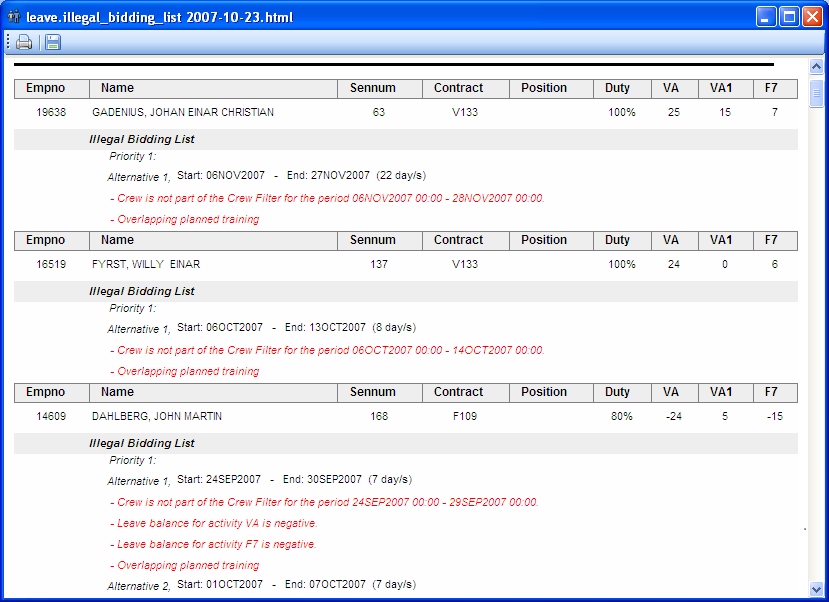 leave.illegal_bidding_list 2007-10-23.html
Empno Name Sennum Contract Position Duty VA VA1 F7
19638 GADENIUS, JOHAN EINAR CHRISTIAN 63 V133 100% 25 15 7
Illegal Bidding List
Priority 1:
Alternative 1, Start: 06NOV2007 - End: 27NOV2007 (22 day/s)
- Crew is not part of the Crew Filter for the period 06NOV2007 00:00 - 28NOV2007 00:00.
- Overlapping planned training
Empno Name Sennum Contract Position Duty VA VA1 F7
16519 FYRST, WILLY EINAR 137 V133 100% 24 0 6
Illegal Bidding List
Priority 1:
Alternative 1, Start: 06OCT2007 - End: 13OCT2007 (8 day/s)
- Crew is not part of the Crew Filter for the period 06OCT2007 00:00 - 14OCT2007 00:00.
- Overlapping planned training
Empno Name Sennum Contract Position Duty VA VA1 F7
14609 DAHLBERG, JOHN MARTIN 168 F109 80% -24 5 -15
Illegal Bidding List
Priority 1:
Alternative 1, Start: 24SEP2007 - End: 30SEP2007 (7 day/s)
- Crew is not part of the Crew Filter for the period 24SEP2007 00:00 - 29SEP2007 00:00.
- Leave balance for activity VA is negative.
- Leave balance for activity F7 is negative.
- Overlapping planned training
Alternative 2, Start: 01OCT2007 - End: 07OCT2007 (7 day/s)